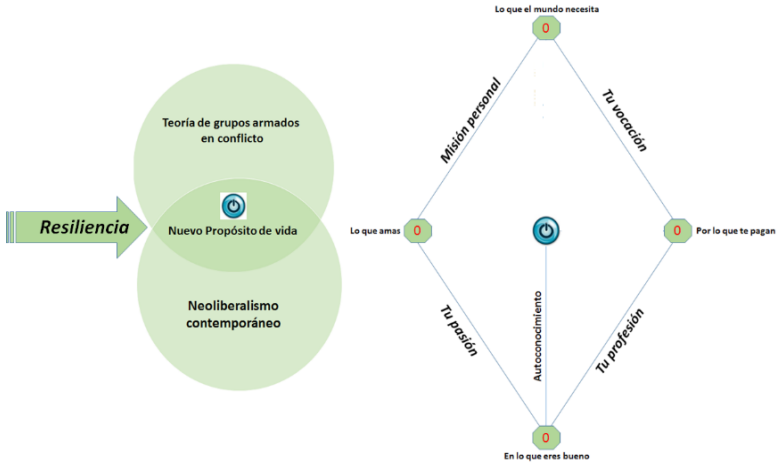 Teoría de grupos armados
en conflicto
Resiliencia
Nuevo Propósito de vida
Neoliberalismo
contemporáneo
Lo que el mundo necesita
0
Misión personal
Tu vocación
Lo que amas
0
0
Por lo que te pagan
Tu pasión
Autoconocimiento
Tu profesión
0
En lo que eres bueno